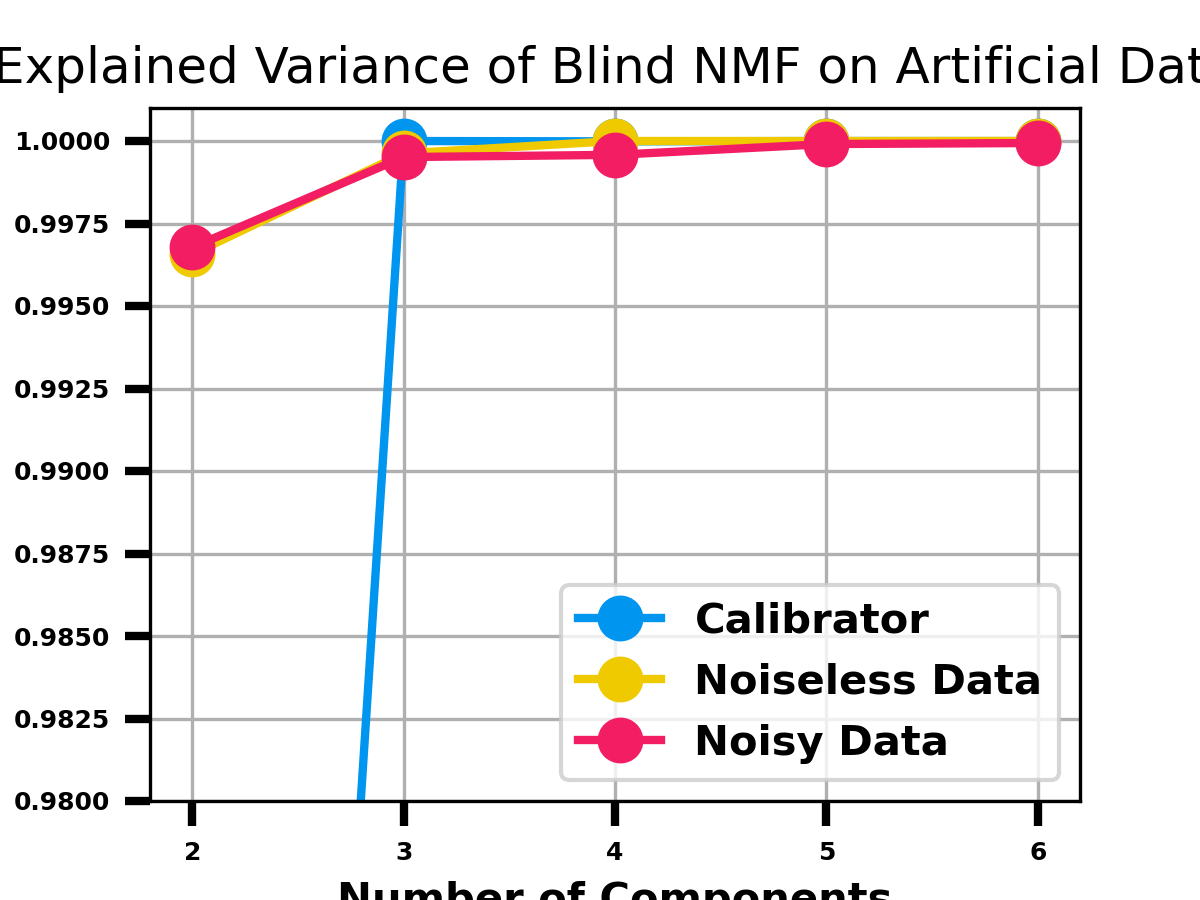 Explained Variance of Blind NMF on Artificial Dat
1.0000
0.9975
0.9950
0.9925
0.9900
0.9875
0.9850
0.9825
0.9800
Calibrator
Noiseless Data
Noisy Data
2 3 4 5 6
Number of Components